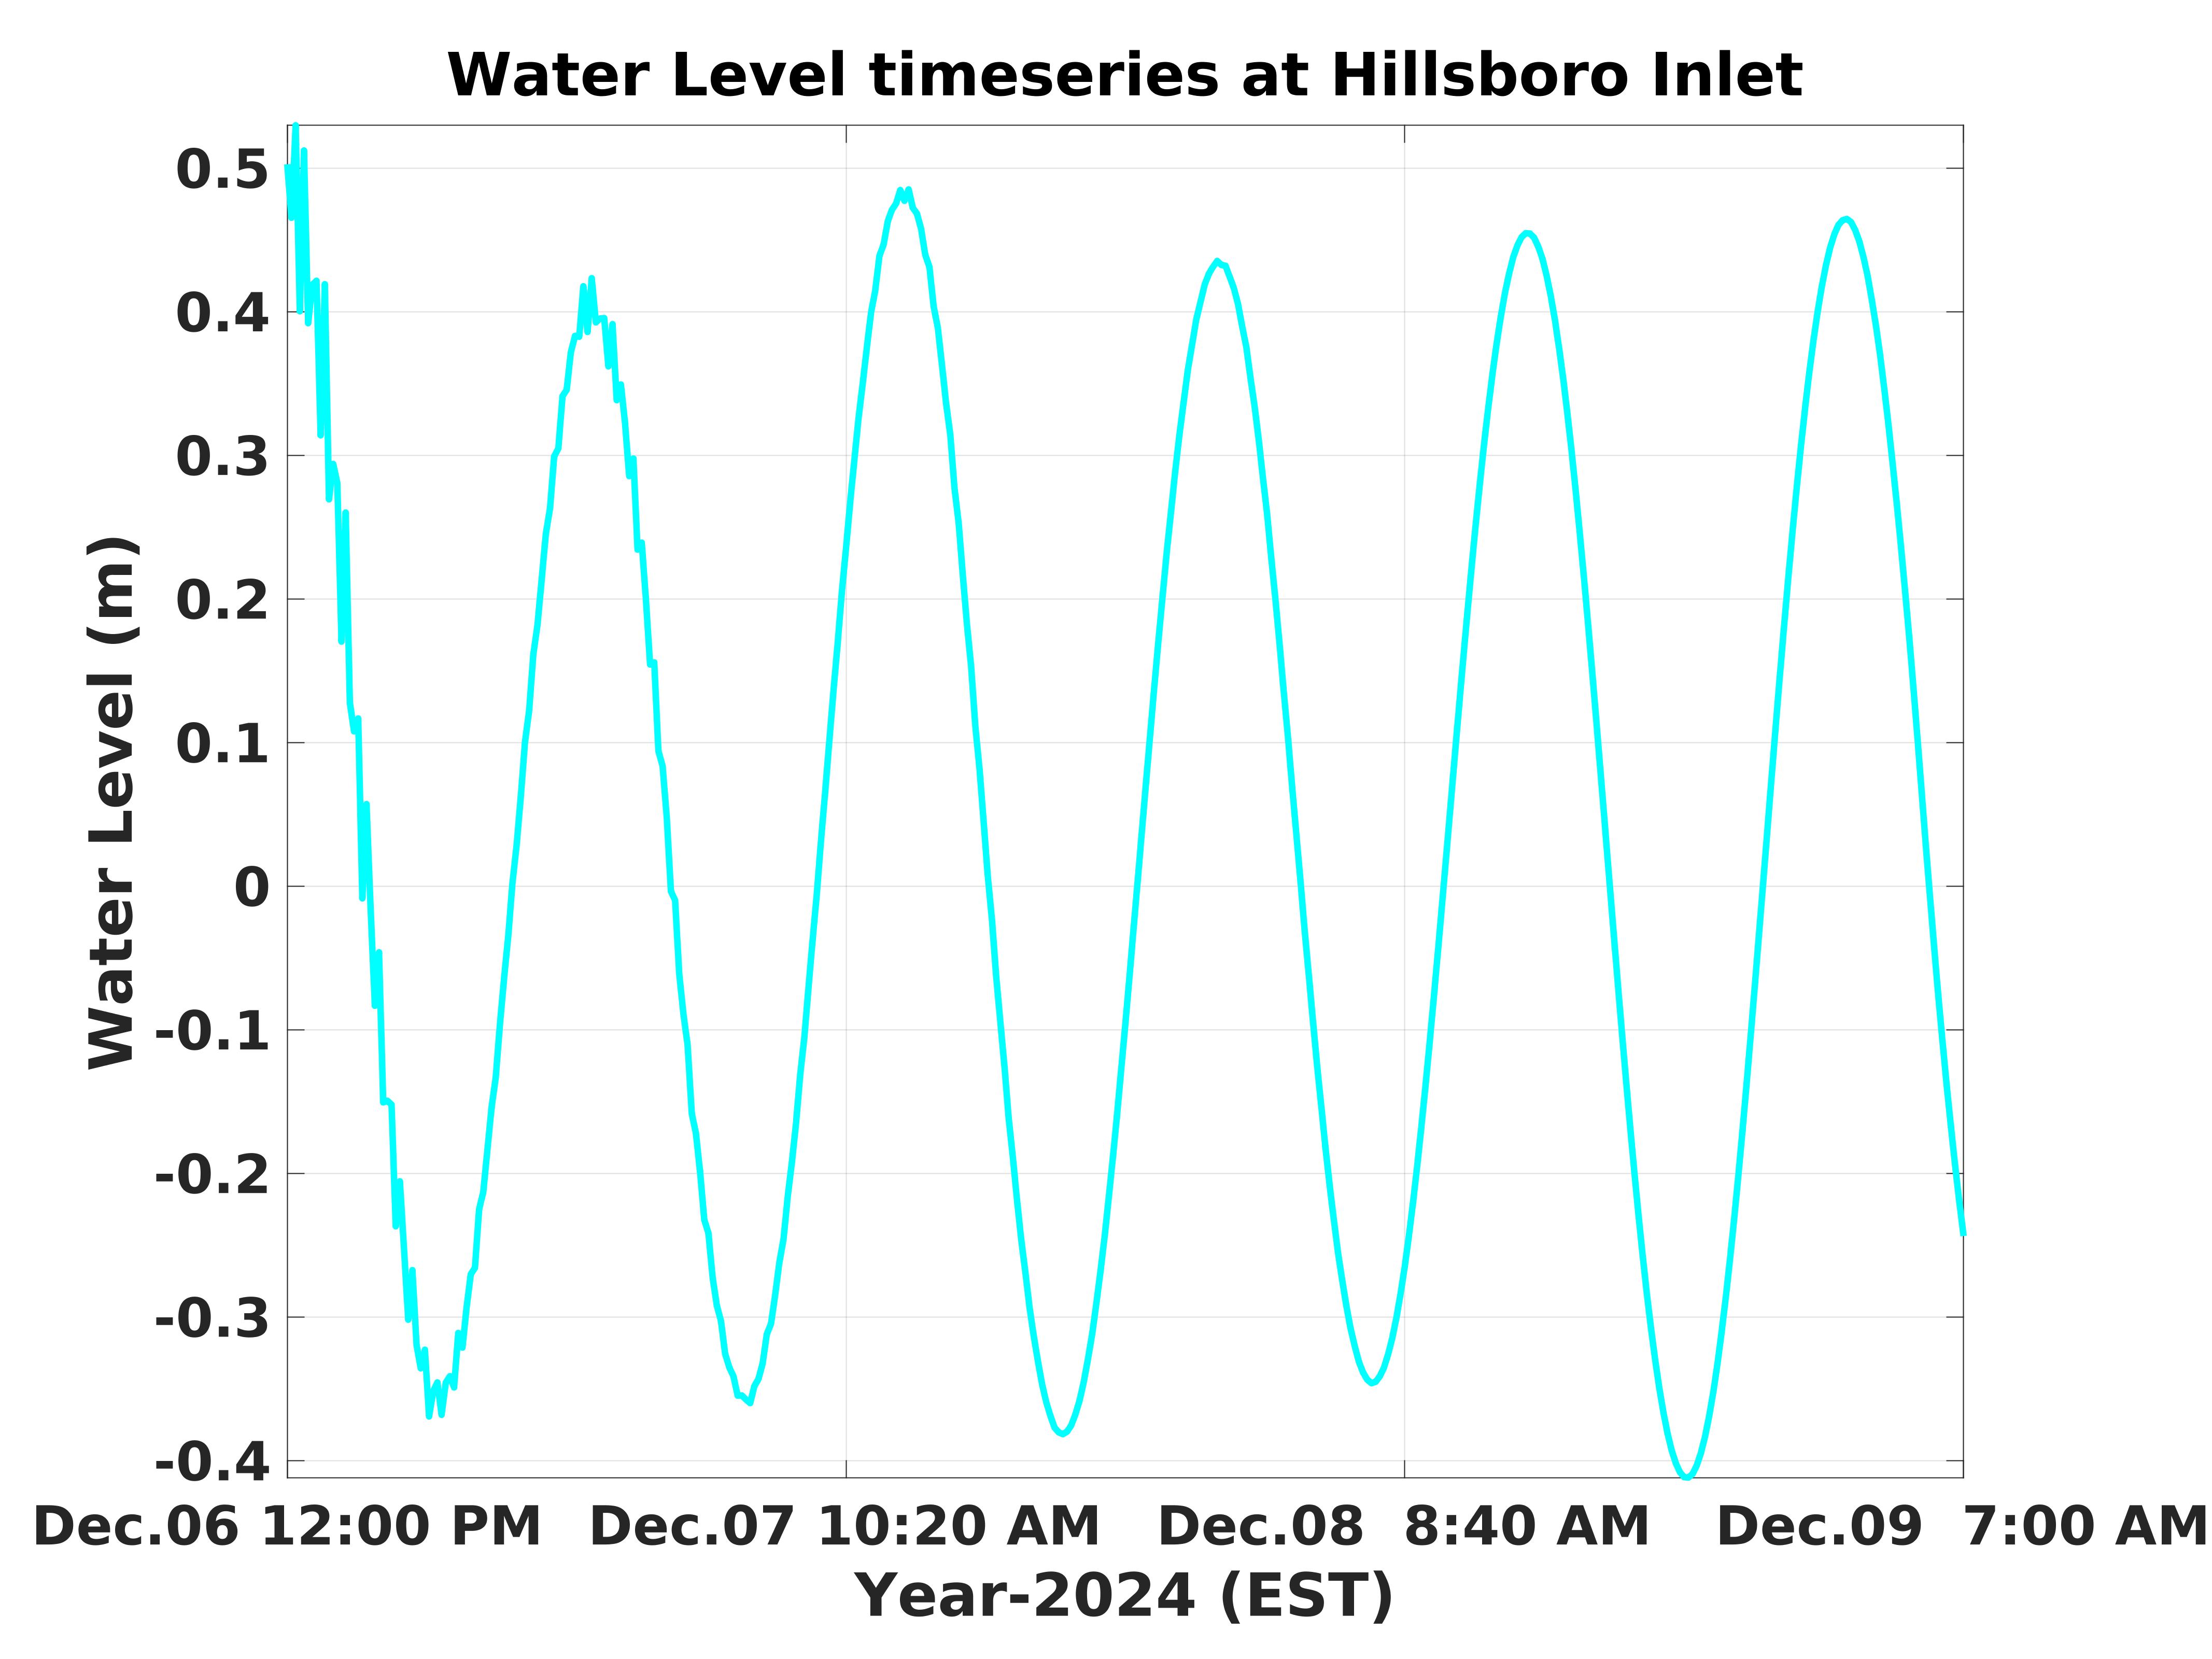 Water Level timeseries at Hillsboro Inlet
0.5
0.4
0.3
0.2
0.1
0
-0.1
-0.2
-0.3
-0.4
Water Level (m)
Dec.06 12:00 PM Dec.07 10:20 AM Dec.08 8:40 AM Dec.09 7:00 AM
Year-2024 (EST)